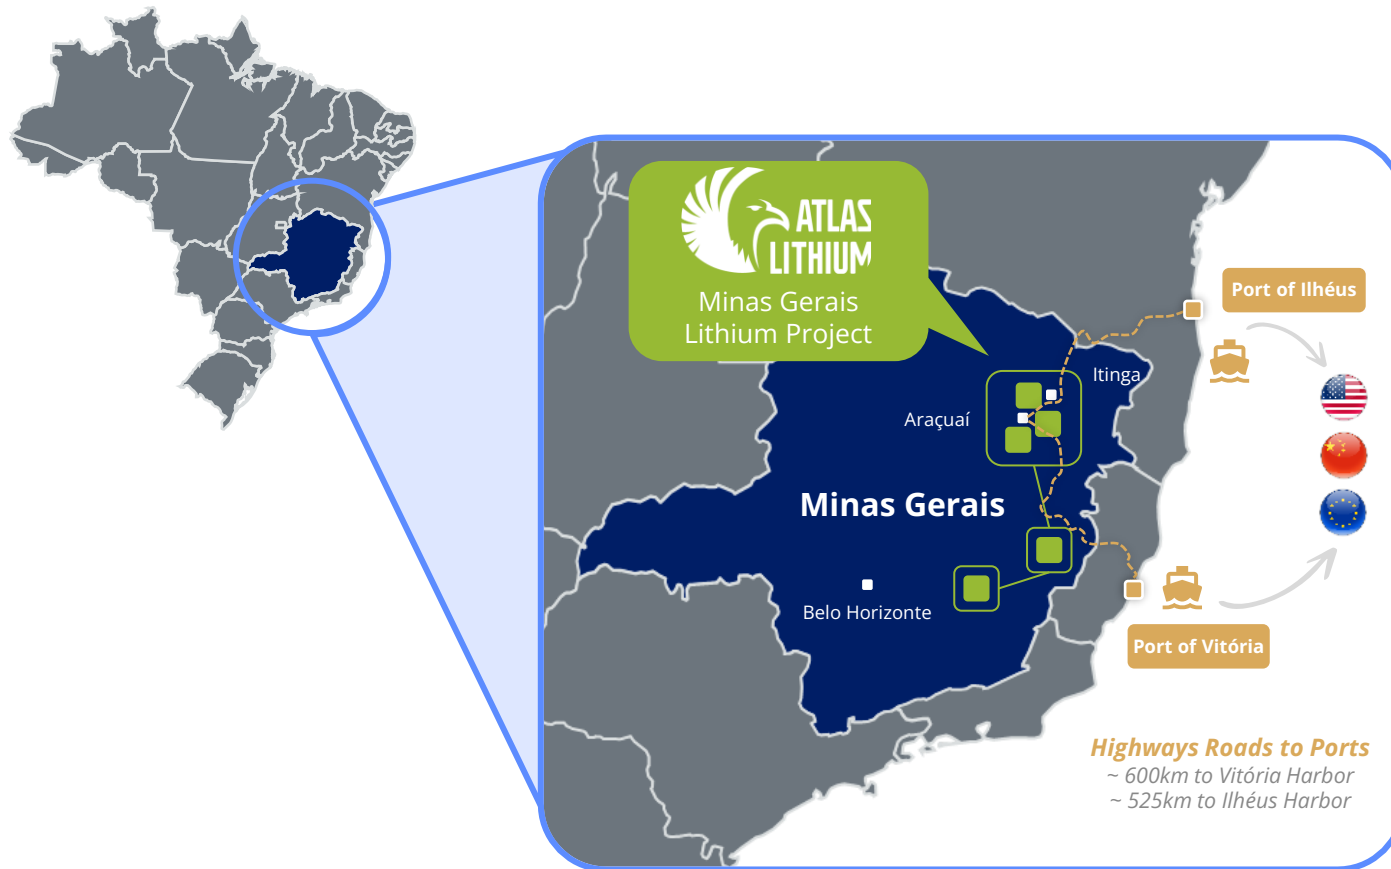 ATLAS
LITHIUM
Minas Gerais
Lithium Project
Port of Ilhéus
Itinga
Araçuaí
Minas Gerais
Belo Horizonte
Port of Vitória
Highways Roads to Ports
~ 600km to Vitória Harbor
~ 525km to Ilhéus Harbor